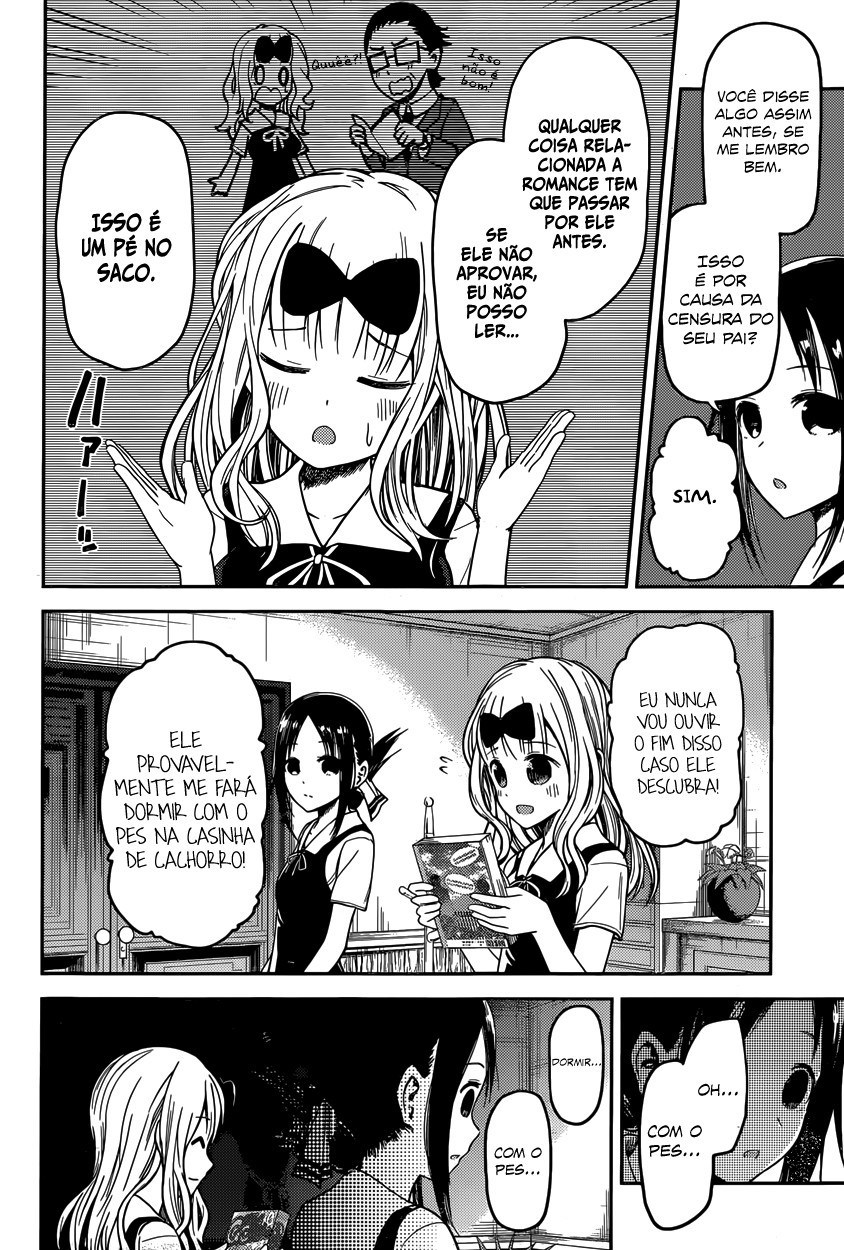 VOCÊ DISSE
ALGO ASSIM
ANTES, SE
ME LEMBRO
BEM.
ISSO
É POR
CAUSA DA
CENSURA DO
SEU PAI?
SIM.
QUALQUER
COISA RELA-
CIONADA A
ROMANCE TEM
QUE PASSAR
POR ELE
ANTES.
SE
ELE NÃO
APROVAR,
EU NÃO
POSSO
LER...
Isso
não é
bom!
Quuêê?!
ISSO É
UM PÉ NO
SACO.
ハァーッ
EU NUNCA
VOU OUVIR
O FIM DISSO
CASO ELE
DESCUBRA!
ELE
PROVAVEL-
MENTE ME FARÁ
DORMIR COM O
PES NA CASINHA
DE CACHORRO!
OH...
COM O
PES...
DORMIR...
COM O
PES...